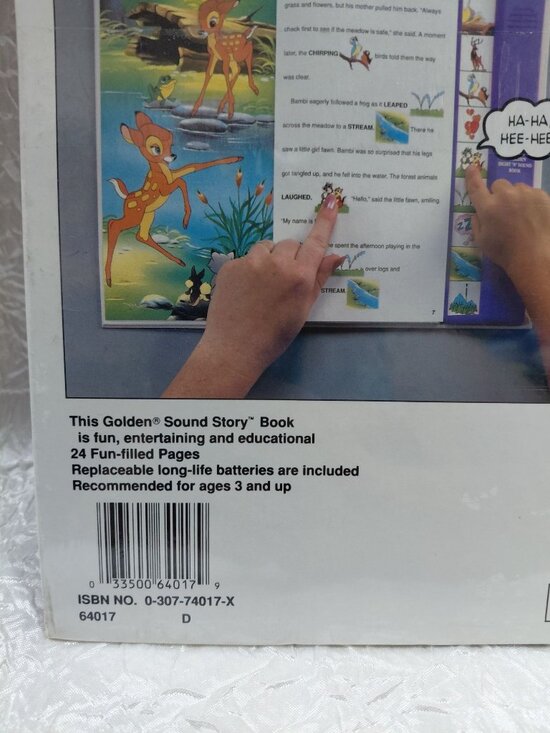 grass and flowers, but his mother pulled him back. "Always
check first to see if the meadow is safe," she said. A moment
later, the CHIRPING birds told them the way
was clear.
Bambi eagerly followed a frog as it LEAPED
across the meadow to a STREAM. There he
saw a little girl fawn. Bambi was so surprised that his legs
got tangled up, and he fell into the water. The forest animals
LAUGHED. "Hello," said the little fawn, smiling.
"My name is
he spent the afternoon playing in the
over logs and
STREAM.
7
HA-HA
HEE-HEE
This Golden® Sound Story™ Book
is fun, entertaining and educational
24 Fun-filled Pages
Replaceable long-life batteries are included
Recommended for ages 3 and up
0 33500 64017 9
ISBN NO. 0-307-74017-X
64017 D